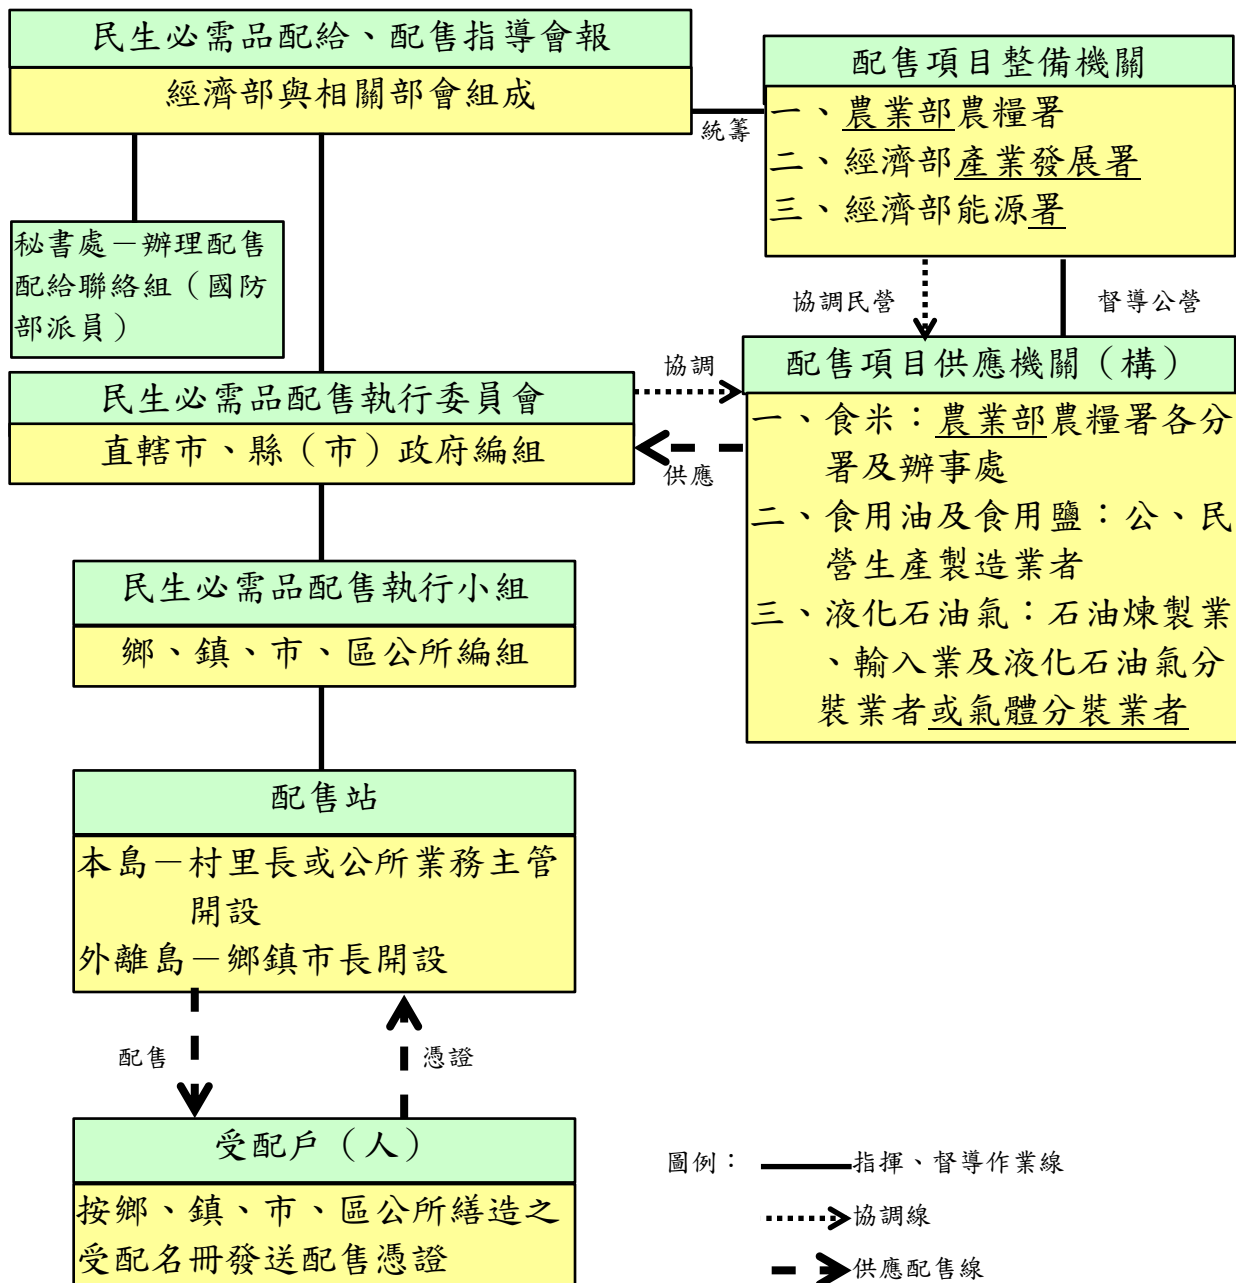 民生必需品配給、配售指導會報
經濟部與相關部會組成
統籌
配售項目整備機關
一、農業部農糧署
二、經濟部產業發展署
三、經濟部能源署
秘書處－辦理配售
配給聯絡組（國防
部派員）
協調民營
督導公營
民生必需品配售執行委員會
直轄市、縣（市）政府編組
協調
供應
配售項目供應機關（構）
一、食米：農業部農糧署各分
署及辦事處
二、食用油及食用鹽：公、民
營生產製造業者
三、液化石油氣：石油煉製業
、輸入業及液化石油氣分
裝業者或氣體分裝業者
民生必需品配售執行小組
鄉、鎮、市、區公所編組
配售站
本島－村里長或公所業務主管
開設
外離島－鄉鎮市長開設
配售
憑證
受配戶（人）
按鄉、鎮、市、區公所繕造之
受配名冊發送配售憑證
圖例：
指揮、督導作業線
協調線
供應配售線